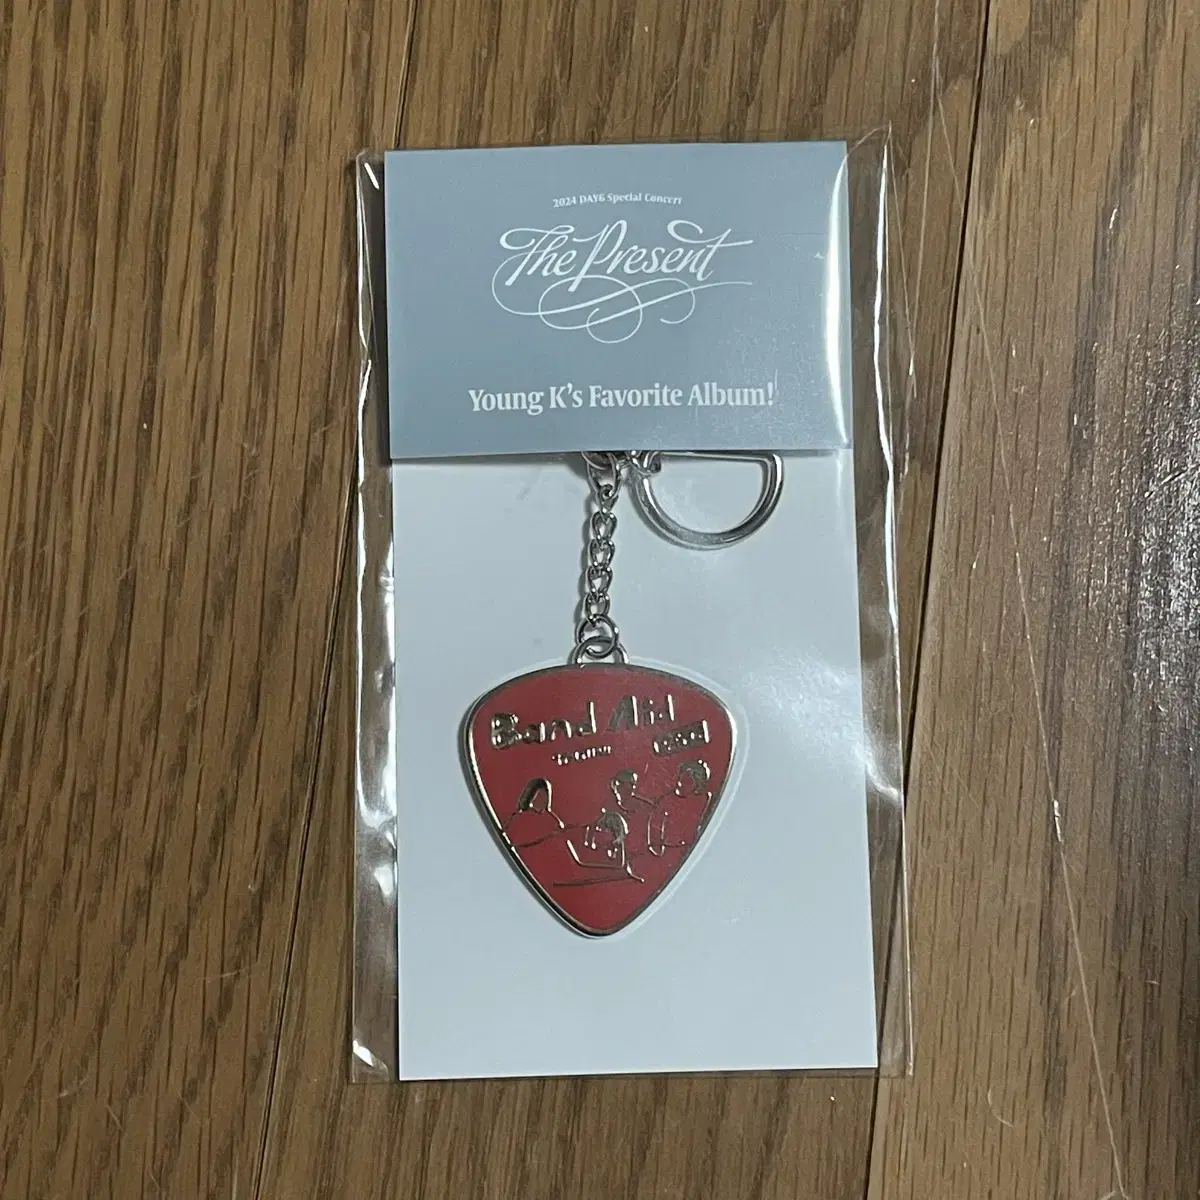 2024 DAY6 Special Concert
The Present
Young K's Favorite Album!
Band Aid